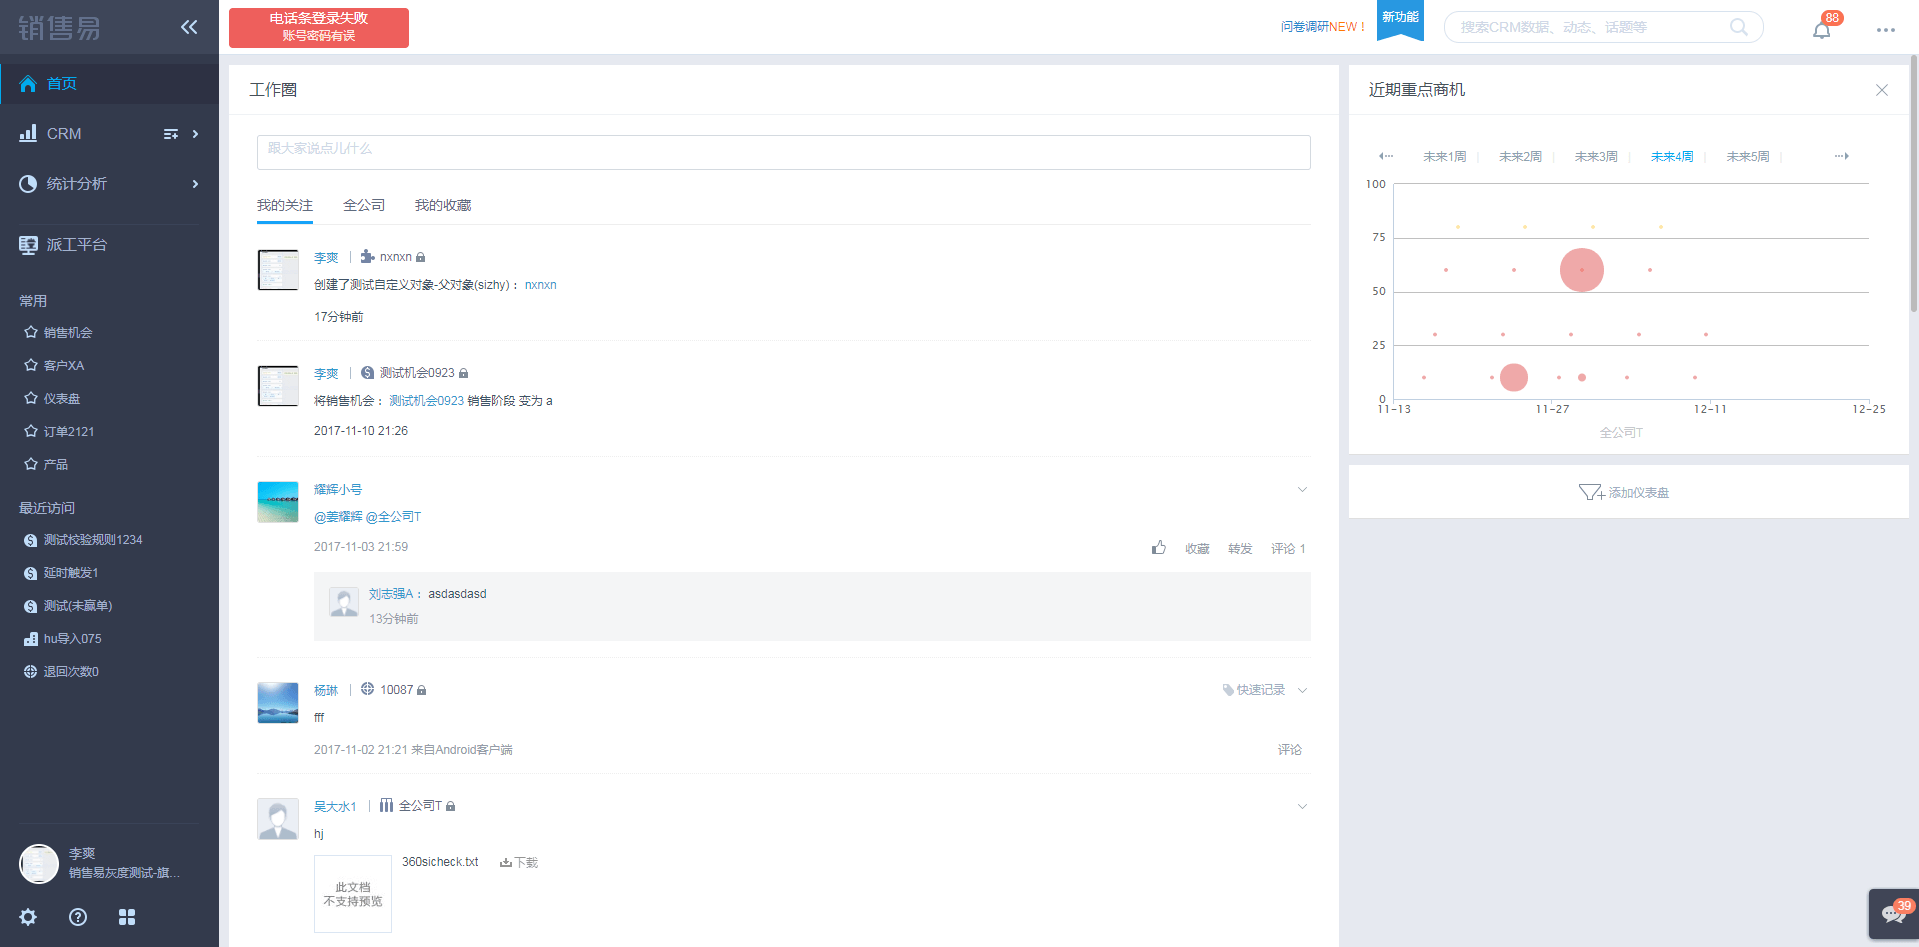 销售易
首页
CRM
统计分析
派工平台
常用
销售机会
客户XA
仪表盘
订单2121
产品
最近访问
测试校验规则1234
延时触发1
测试(未赢单)
hu导入075
退回次数0
李爽
销售易灰度测试-旗...
电话条登录失败
账号密码有误
问卷调研NEW！
新功能
搜索CRM数据、动态、话题等
88
工作圈
跟大家说点儿什么
我的关注 全公司 我的收藏
李爽 nxnxn
创建了测试自定义对象-父对象(sizhy)： nxnxn
17分钟前
李爽 测试机会0923
将销售机会： 测试机会0923 销售阶段 变为 a
2017-11-10 21:26
耀辉小号
@姜耀辉 @全公司T
2017-11-03 21:59 收藏 转发 评论 1
刘志强A： asdasdasd
13分钟前
杨琳 10087 快速记录
fff
2017-11-02 21:21 来自Android客户端 评论
吴大水1 全公司T
hj
360sicheck.txt 下载
此文档
不支持预览
近期重点商机
未来1周 未来2周 未来3周 未来4周 未来5周
100
75
50
25
0
11-13 11-27 12-11 12-25
全公司T
添加仪表盘
39